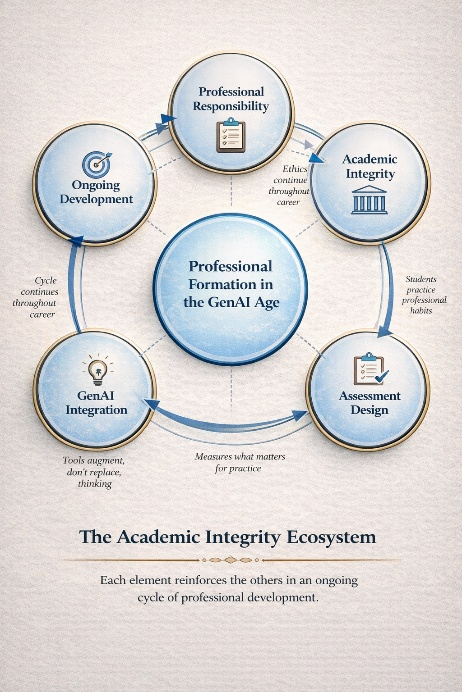 Professional
Responsibility
Ongoing
Development
Academic
Integrity
Ethics
continue
throughout
career
Professional
Formation in
the GenAI Age
Cycle
continues
throughout
career
Students
practice
professional
habits
GenAI
Integration
Assessment
Design
Tools augment,
don't replace,
thinking
Measures what matters
for practice
The Academic Integrity Ecosystem
Each element reinforces the others in an ongoing
cycle of professional development.